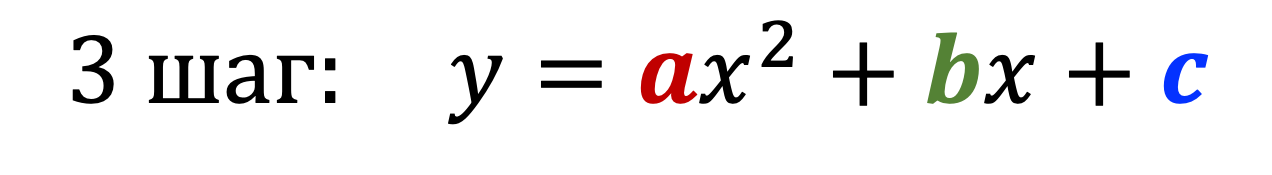 3 шаг: y = ax² + bx + c